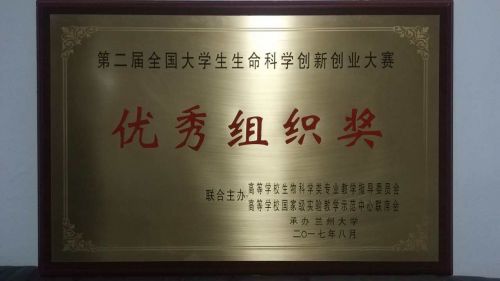 第二届全国大学生生命科学创新创业大赛
优秀组织奖
联合主办
高等学校生物科学类专业教学指导委员会
高等学校国家级实验教学示范中心联席会
承办 兰州大学
二〇一七年八月